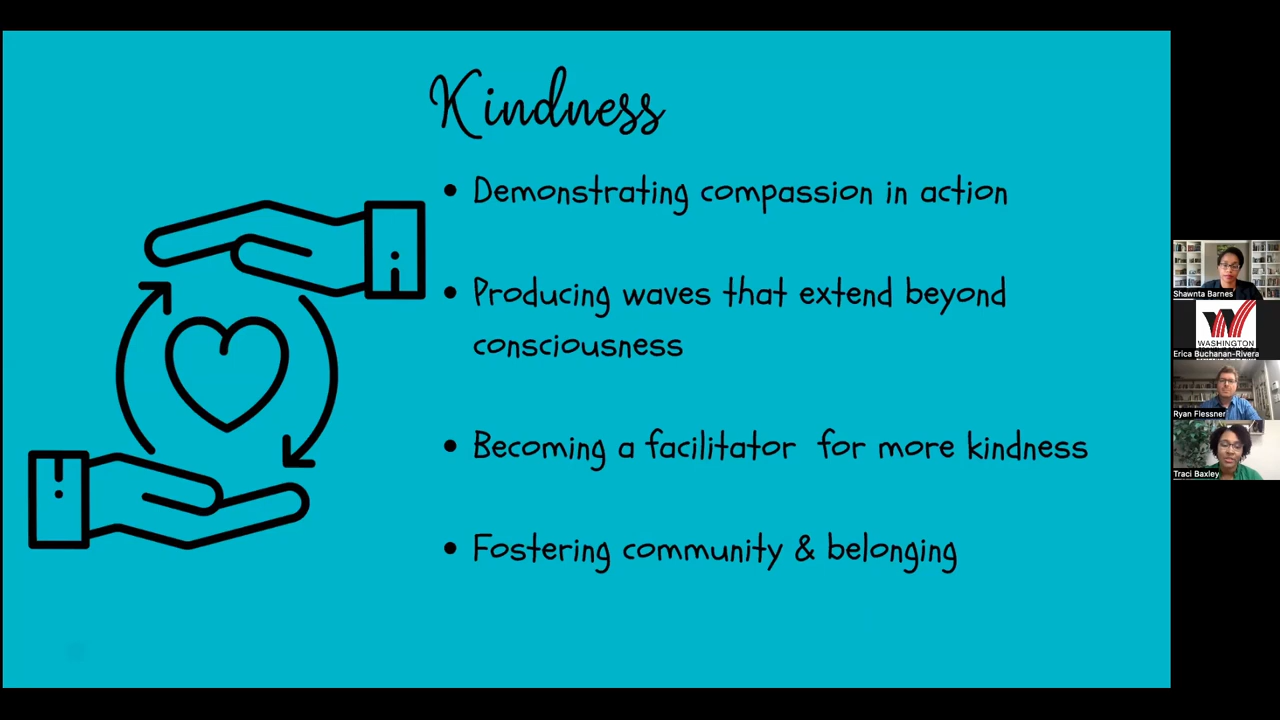 Kindness
• Demonstrating compassion in action
• Producing waves that extend beyond
consciousness
• Becoming a facilitator for more kindness
• Fostering community & belonging
Shawnta Barnes
W
WASHINGTON
Erica Buchanan-Rivera
Ryan Flessner
Traci Baxley